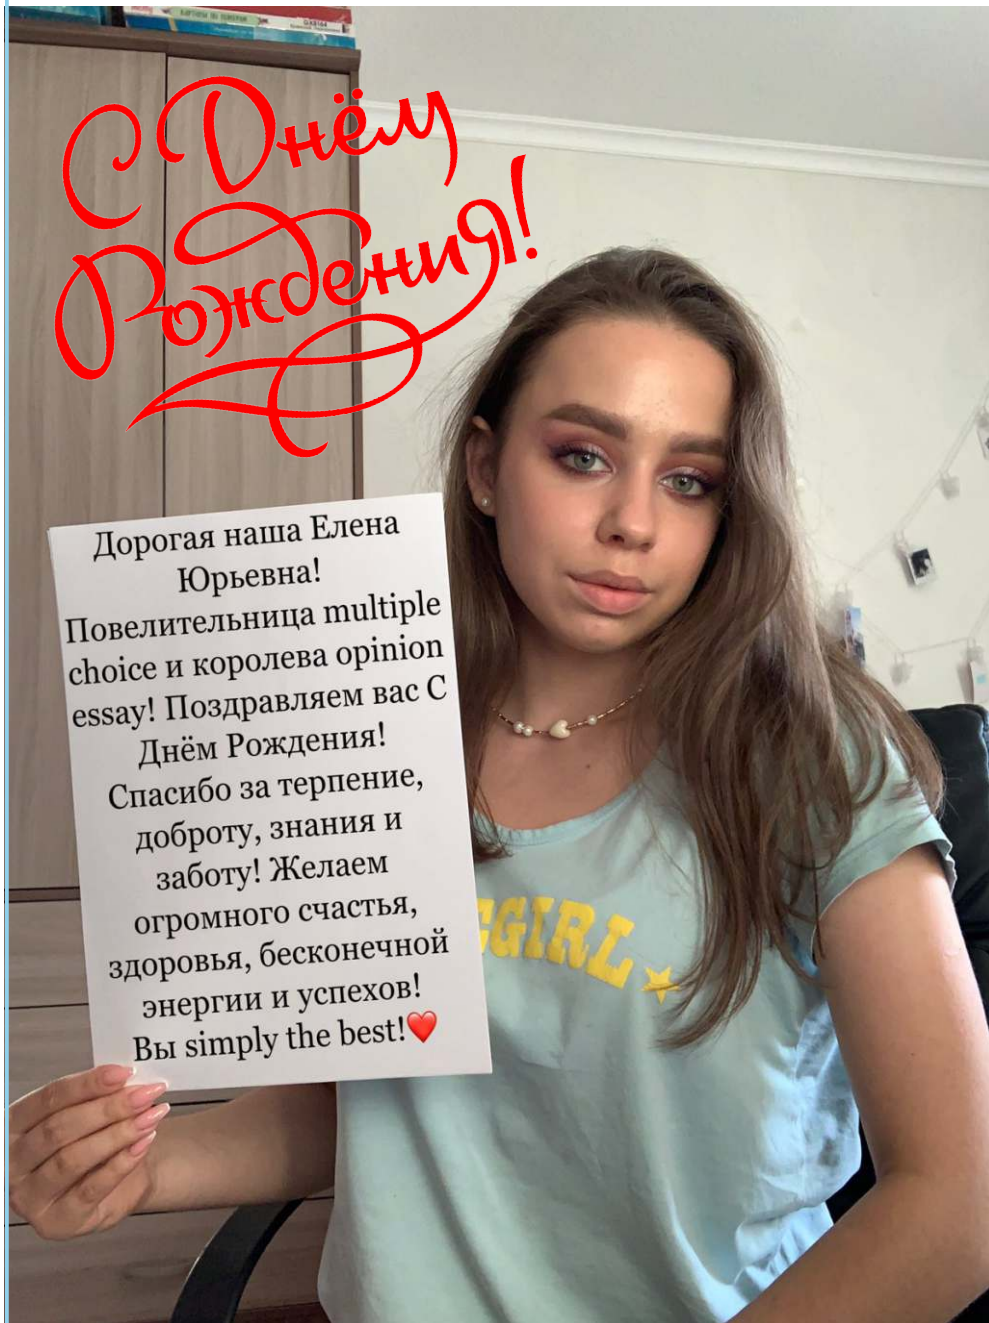 С Днём
Рождения!
Дорогая наша Елена
Юрьевна!
Повелительница multiple
choice и королева opinion
essay! Поздравляем вас С
Днём Рождения!
Спасибо за терпение,
доброту, знания и
заботу! Желаем
огромного счастья,
здоровья, бесконечной
энергии и успехов!
Вы simply the best!❤️
GIRL